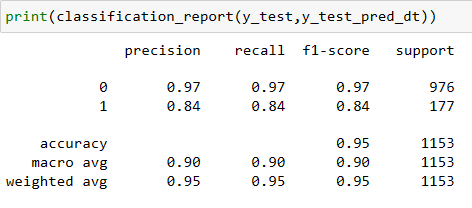 print(classification_report(y_test,y_test_pred_dt))
precision recall f1-score support
0 0.97 0.97 0.97 976
1 0.84 0.84 0.84 177
accuracy 0.95 1153
macro avg 0.90 0.90 0.90 1153
weighted avg 0.95 0.95 0.95 1153